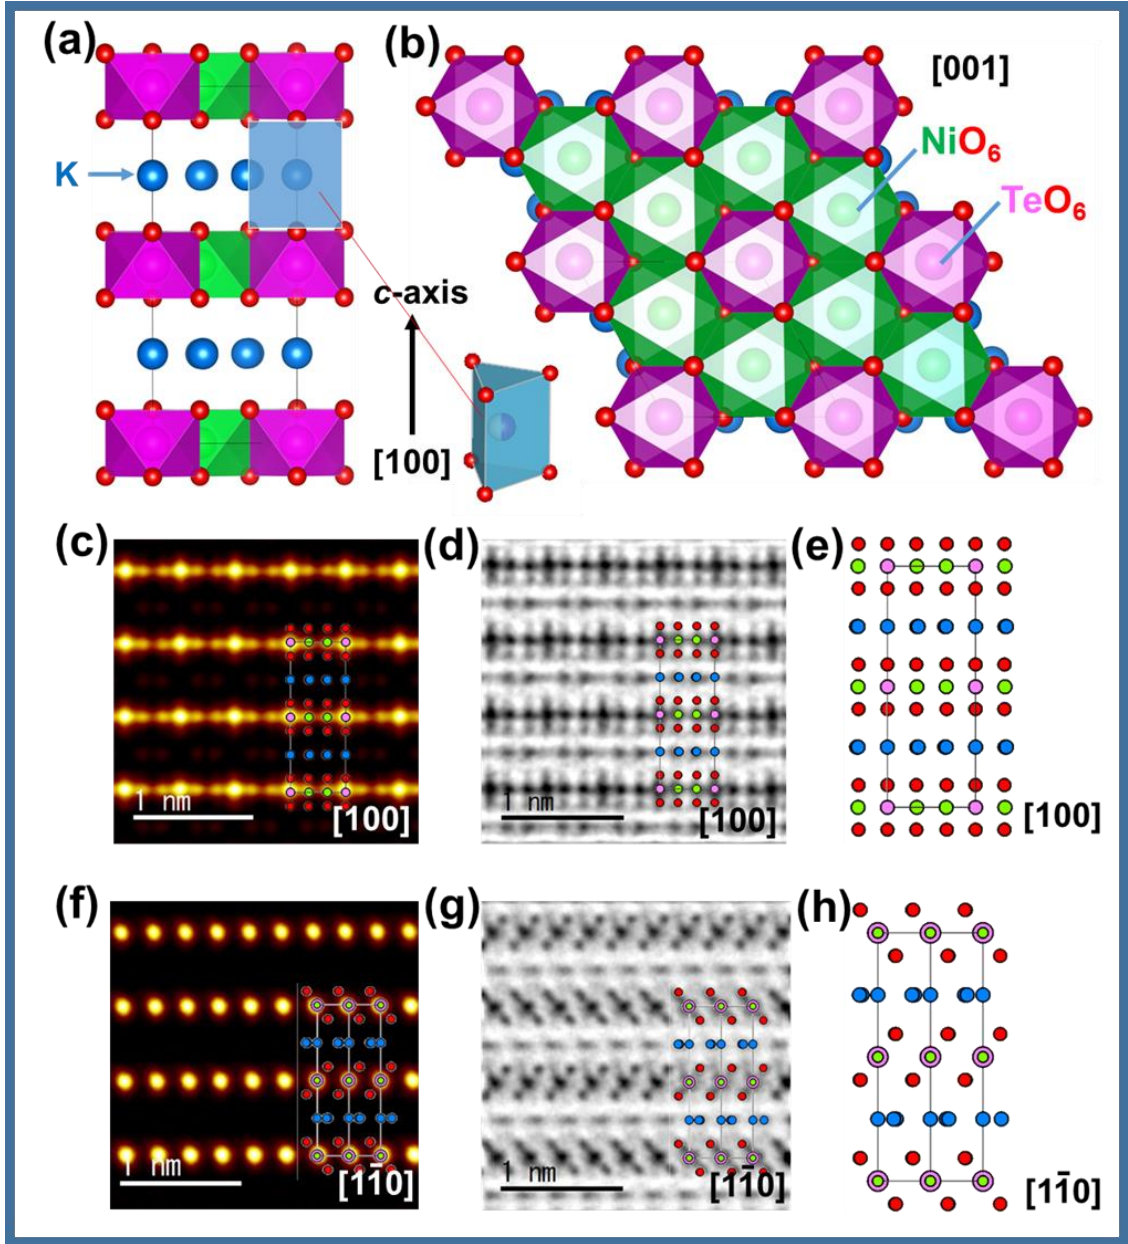 (a)
(b)
[001]
NiO6
K
TeO6
c-axis
[100]
(c)
(d)
(e)
1 nm
[100]
1 nm
[100]
[100]
(f)
(g)
(h)
1 nm
[11̄0]
1 nm
[11̄0]
[11̄0]